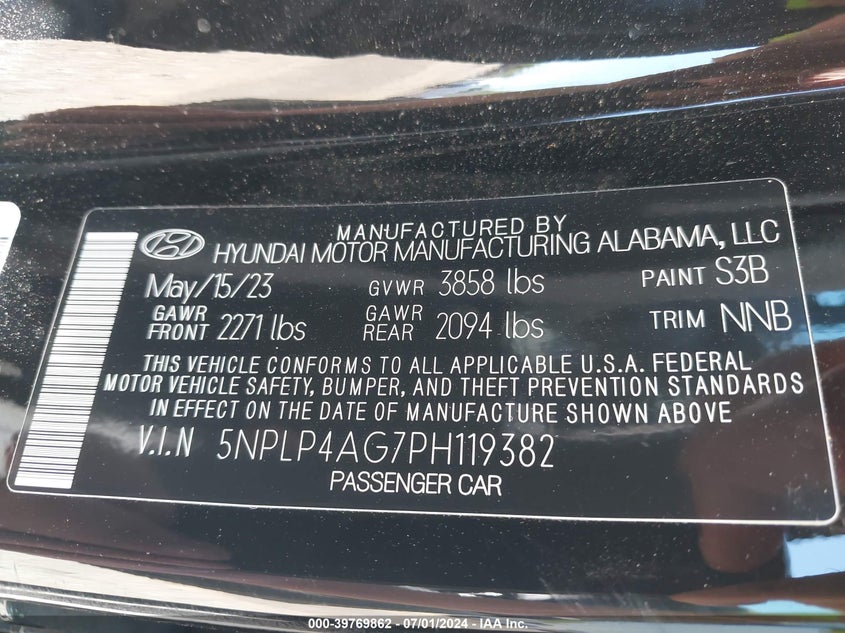 MANUFACTURED BY
HYUNDAI MOTOR MANUFACTURING ALABAMA, LLC
May/15/23 GVWR 3858 lbs PAINT S3B
GAWR FRONT 2271 lbs GAWR REAR 2094 lbs TRIM NNB
THIS VEHICLE CONFORMS TO ALL APPLICABLE U.S.A. FEDERAL
MOTOR VEHICLE SAFETY, BUMPER, AND THEFT PREVENTION STANDARDS
IN EFFECT ON THE DATE OF MANUFACTURE SHOWN ABOVE.
V.I.N 5NPLP4AG7PH119382
PASSENGER CAR
000-39769862 - 07/01/2024 - IAA Inc.